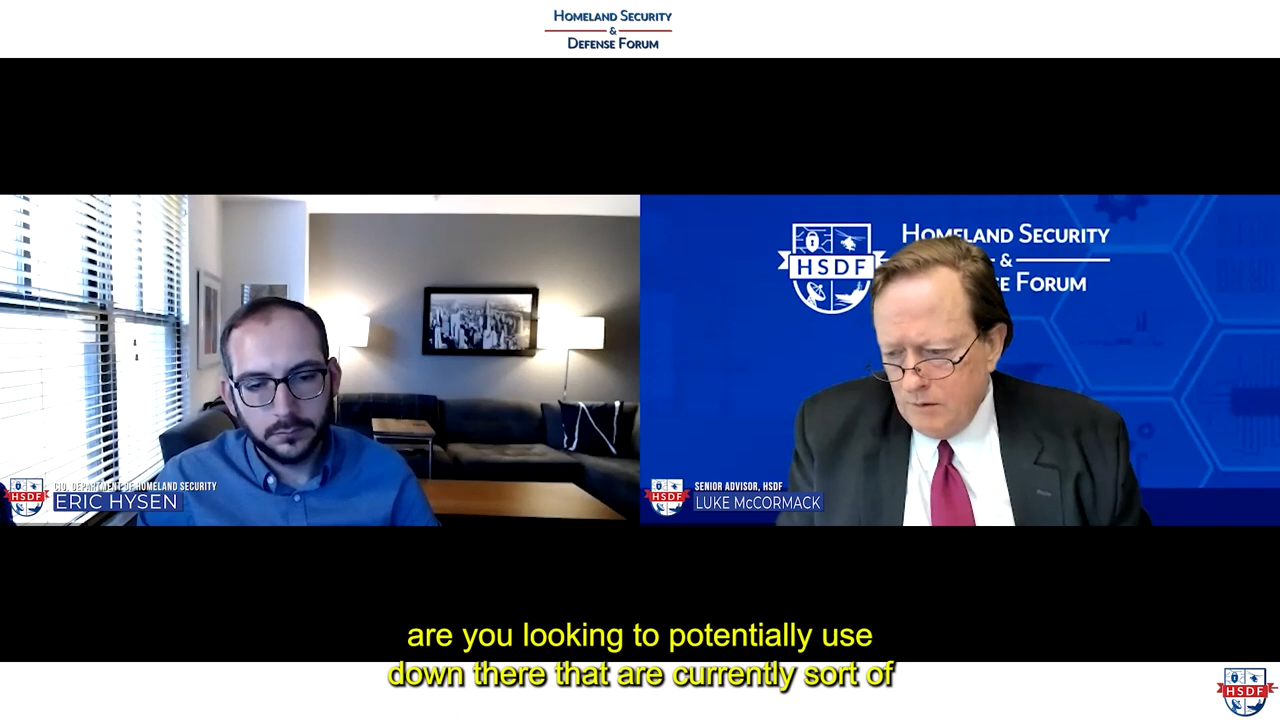 Homeland Security
&
Defense Forum
HSDF
Homeland Security
&
se Forum
CIO, DEPARTMENT OF HOMELAND SECURITY
HSDF
ERIC HYSEN
SENIOR ADVISOR, HSDF
HSDF
LUKE McCORMACK
are you looking to potentially use
down there that are currently sort of
HSDF